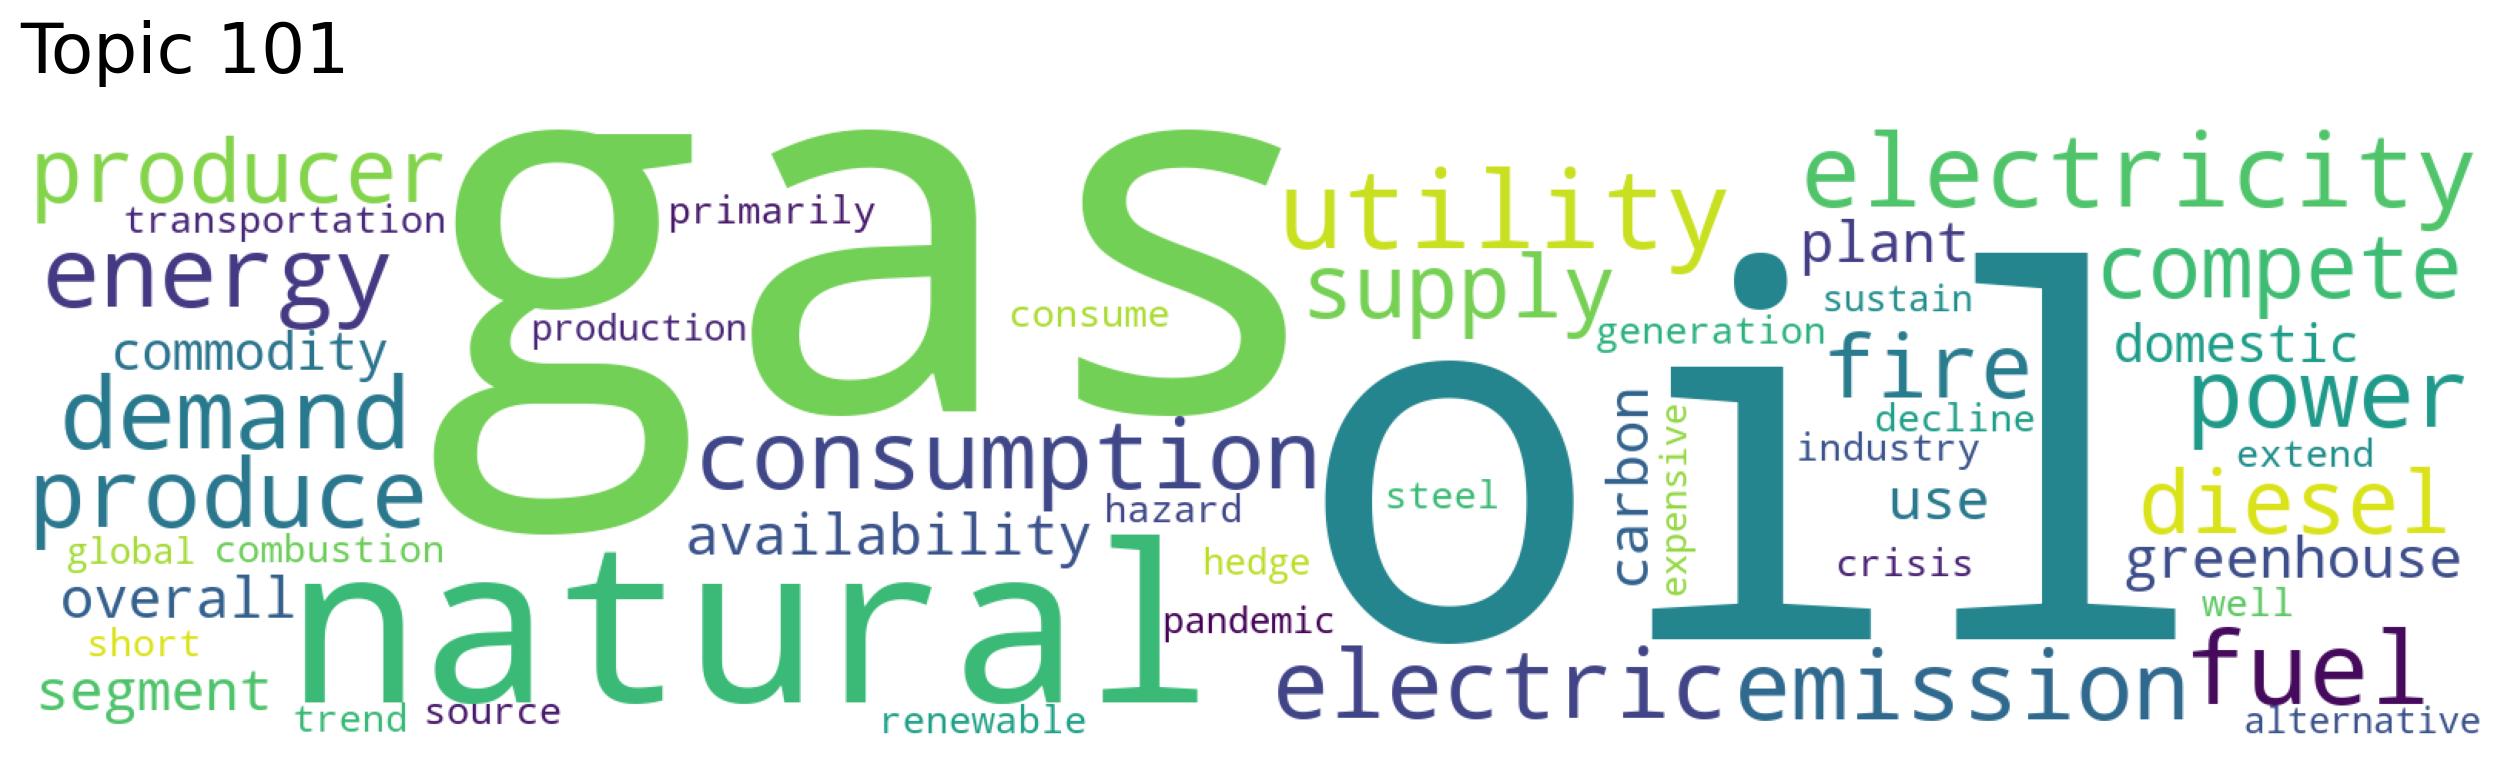 Topic 101
producer
gas
electricity
transportation
primarily
utility
plant
energy
supply
compete
production
consume
sustain
generation
commodity
oil
fire
domestic
demand
decline
power
consumption
carbon
expensive
industry
extend
produce
availability
hazard
steel
use
diesel
global
combustion
hedge
crisis
greenhouse
overall
natural
pandemic
well
short
segment
electric
emission
fuel
trend
source
renewable
alternative